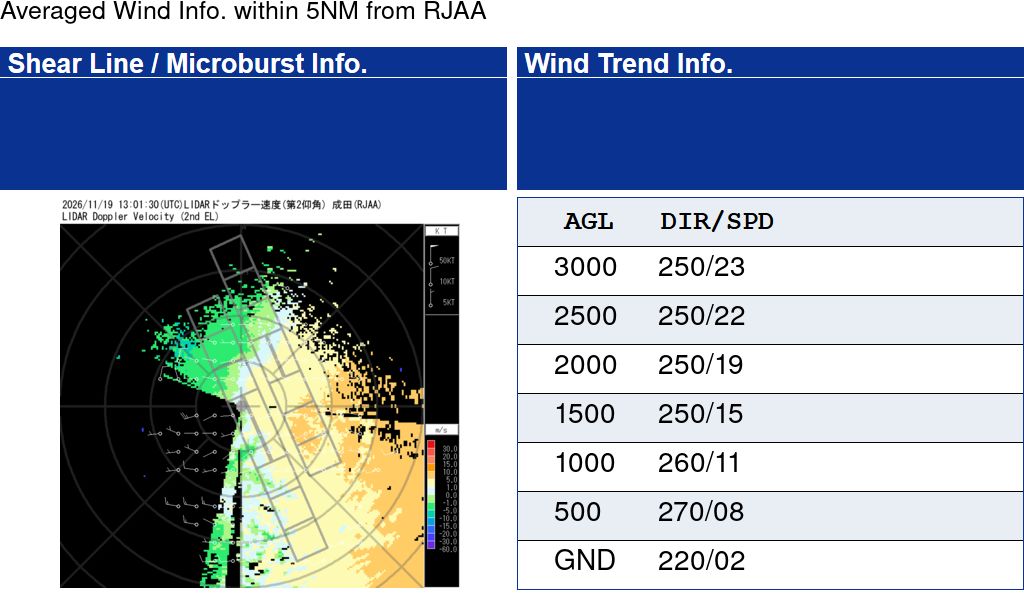 Averaged Wind Info. within 5NM from RJAA
Shear Line / Microburst Info.
Wind Trend Info.
2026/11/19 13:01:30(UTC)LIDARドップラー速度(第2仰角) 成田(RJAA)
LIDAR Doppler Velocity (2nd EL)
K T
50KT
10KT
5KT
m/s
30.0
20.0
15.0
10.0
5.0
1.0
0.0
-1.0
-5.0
-10.0
-15.0
-20.0
-30.0
-60.0
AGL DIR/SPD
3000 250/23
2500 250/22
2000 250/19
1500 250/15
1000 260/11
500 270/08
GND 220/02